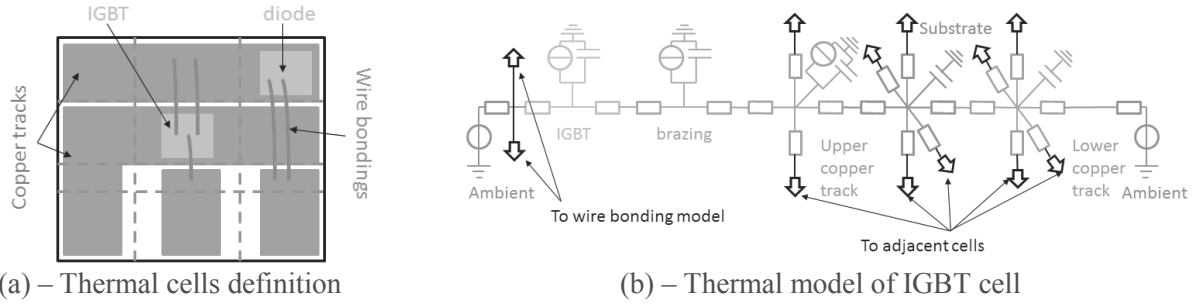 IGBT
diode
Copper tracks
Wire bondings
(a) – Thermal cells definition
Substrate
IGBT
brazing
Upper
copper
track
Lower
copper
track
Ambient
Ambient
To wire bonding model
To adjacent cells
(b) – Thermal model of IGBT cell